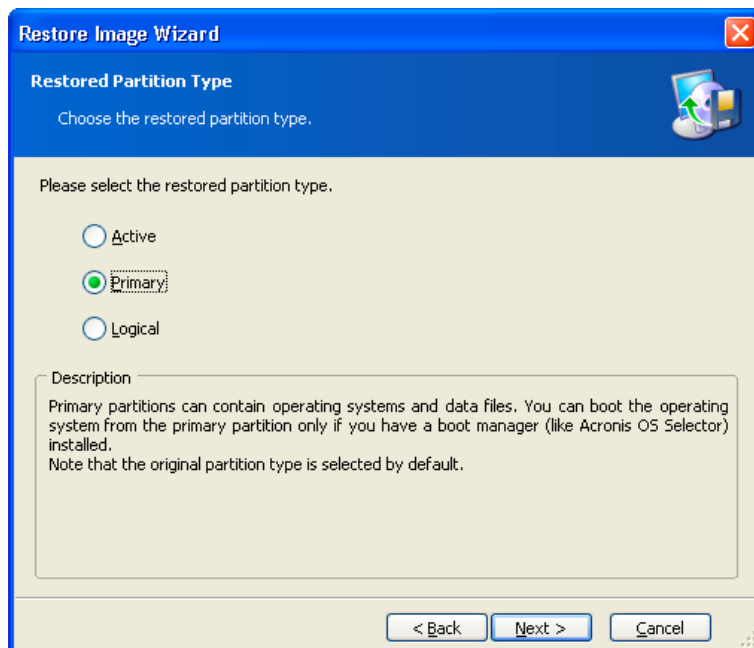 Restore Image Wizard
Restored Partition Type
Choose the restored partition type.
Please select the restored partition type.
Active
Primary
Logical
Description
Primary partitions can contain operating systems and data files. You can boot the operating
system from the primary partition only if you have a boot manager (like Acronis OS Selector)
installed.
Note that the original partition type is selected by default.
< Back
Next >
Cancel